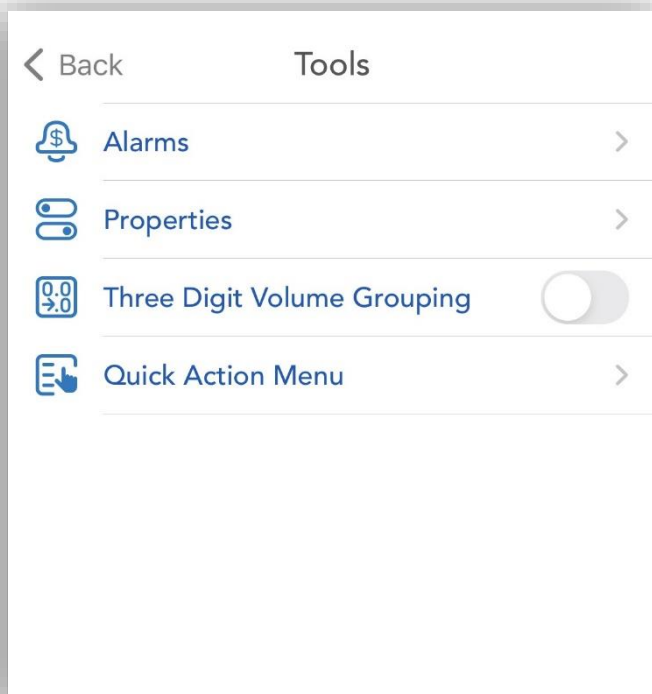 Back
Tools
Alarms
Properties
Three Digit Volume Grouping
Quick Action Menu